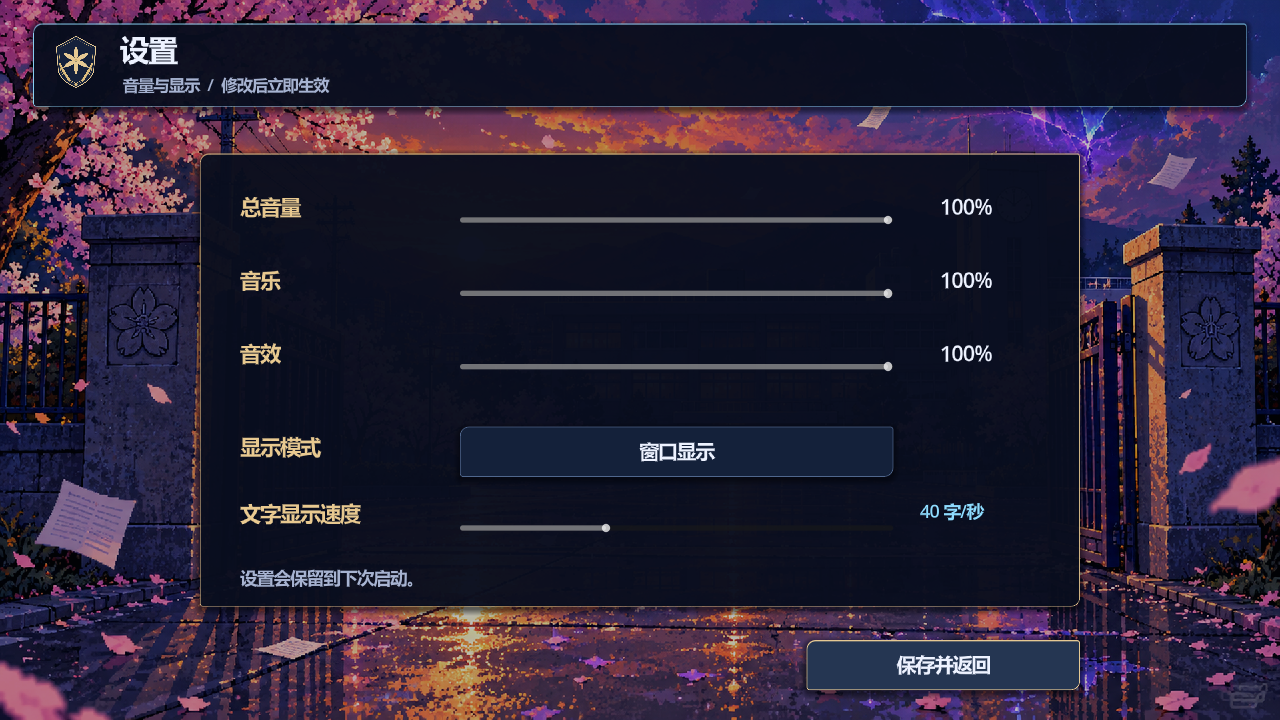 设置
音量与显示 / 修改后立即生效
总音量 100%
音乐 100%
音效 100%
显示模式 窗口显示
文字显示速度 40 字/秒
设置会保留到下次启动。
保存并返回